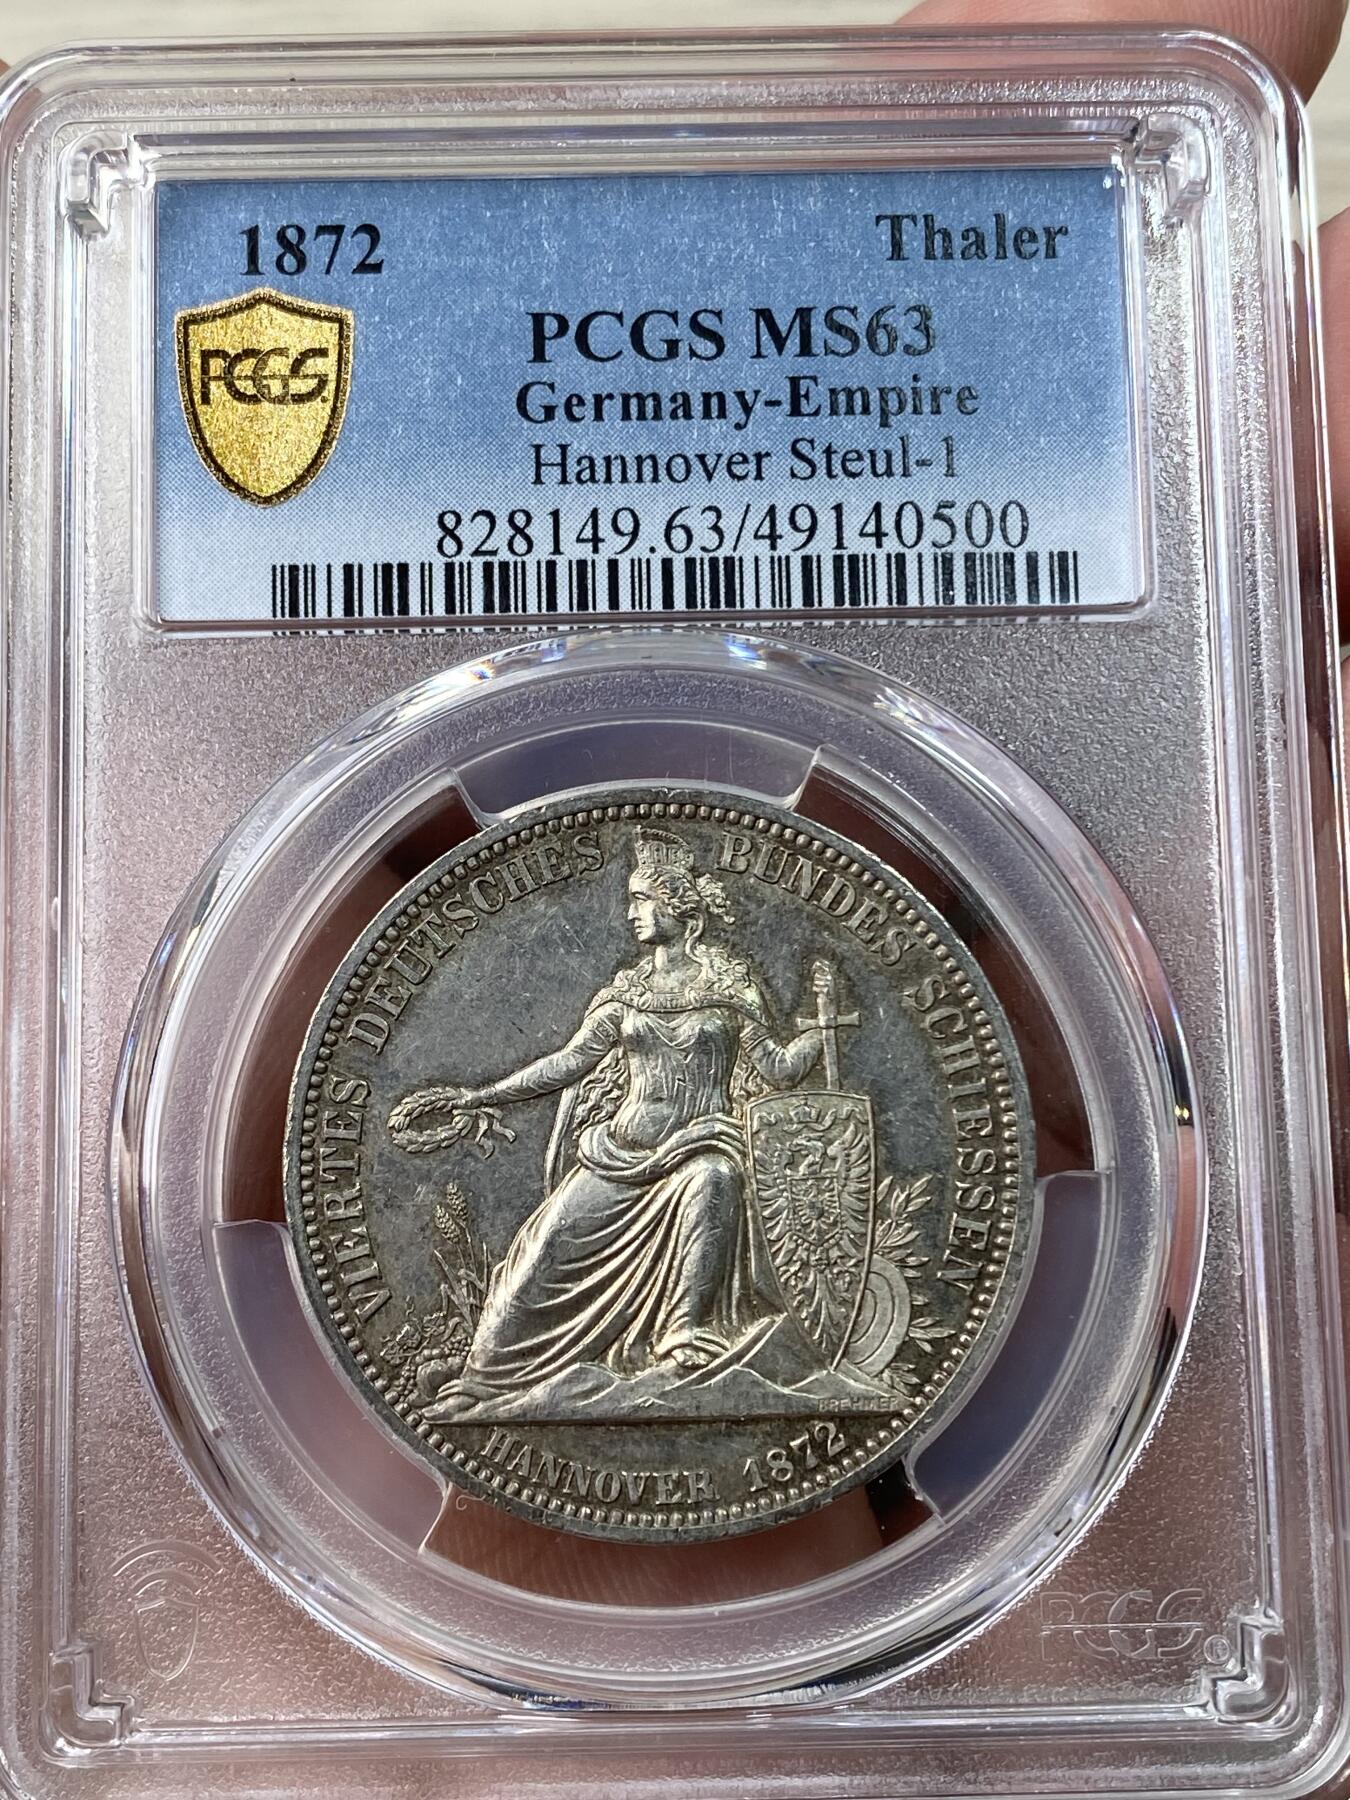 1872
Thaler
PCGS
PCGS MS63
Germany-Empire
Hannover Steul-1
828149.63/49140500
VIERTES DEUTSCHES BUNDES SCHIESSEN
BREHMER
HANNOVER 1872
PCGS